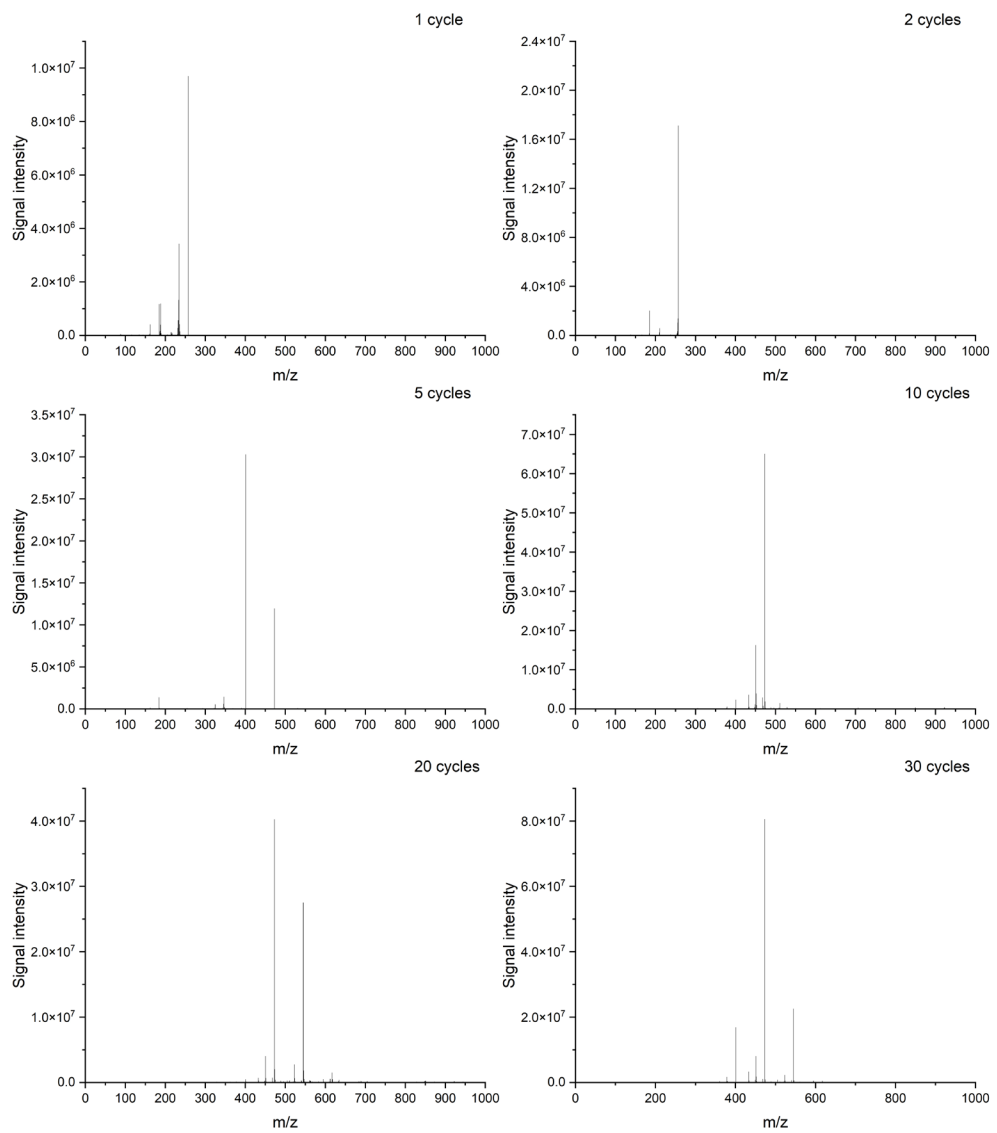 1 cycle
1.0×10⁷
8.0×10⁶
6.0×10⁶
4.0×10⁶
2.0×10⁶
0.0
Signal intensity
0 100 200 300 400 500 600 700 800 900 1000
m/z
2 cycles
2.4×10⁷
2.0×10⁷
1.6×10⁷
1.2×10⁷
8.0×10⁶
4.0×10⁶
0.0
Signal intensity
0 100 200 300 400 500 600 700 800 900 1000
m/z
5 cycles
3.5×10⁷
3.0×10⁷
2.5×10⁷
2.0×10⁷
1.5×10⁷
1.0×10⁷
5.0×10⁶
0.0
Signal intensity
0 100 200 300 400 500 600 700 800 900 1000
m/z
10 cycles
7.0×10⁷
6.0×10⁷
5.0×10⁷
4.0×10⁷
3.0×10⁷
2.0×10⁷
1.0×10⁷
0.0
Signal intensity
0 100 200 300 400 500 600 700 800 900 1000
m/z
20 cycles
4.0×10⁷
3.0×10⁷
2.0×10⁷
1.0×10⁷
0.0
Signal intensity
0 100 200 300 400 500 600 700 800 900 1000
m/z
30 cycles
8.0×10⁷
6.0×10⁷
4.0×10⁷
2.0×10⁷
0.0
Signal intensity
0 200 400 600 800 1000
m/z